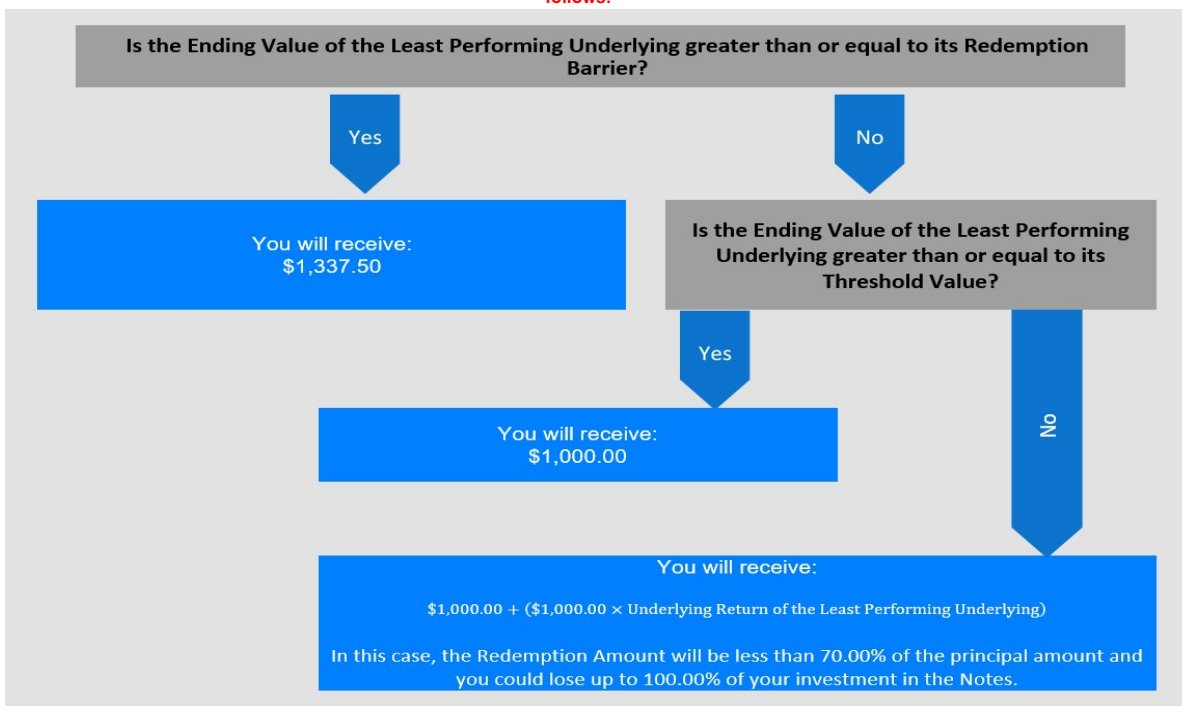 follows:
Is the Ending Value of the Least Performing Underlying greater than or equal to its Redemption
Barrier?
Yes
No
You will receive:
$1,337.50
Is the Ending Value of the Least Performing
Underlying greater than or equal to its
Threshold Value?
Yes
No
You will receive:
$1,000.00
You will receive:
$1,000.00 + ($1,000.00 × Underlying Return of the Least Performing Underlying)
In this case, the Redemption Amount will be less than 70.00% of the principal amount and
you could lose up to 100.00% of your investment in the Notes.